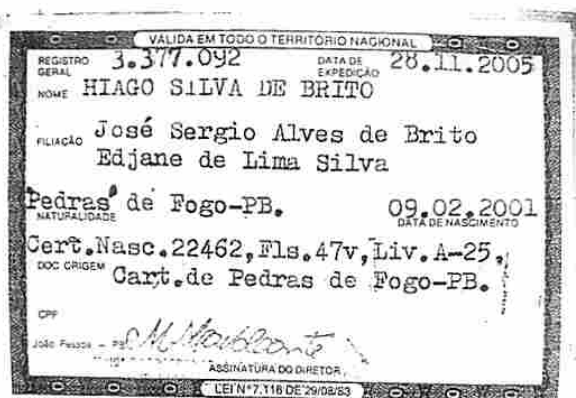 VÁLIDA EM TODO O TERRITÓRIO NACIONAL
REGISTRO GERAL 3.377.092 DATA DE EXPEDIÇÃO 28.11.2005
NOME HIAGO SILVA DE BRITO
FILIAÇÃO José Sergio Alves de Brito
Edjane de Lima Silva
Pedras de Fogo-PB. 09.02.2001
NATURALIDADE DATA DE NASCIMENTO
Cert.Nasc.22462,Fls.47v,Liv.A-25,
DOC ORIGEM Cart.de Pedras de Fogo-PB.
CPF
João Pessoa - PB
ASSINATURA DO DIRETOR
LEI Nº 7.116 DE 29/08/83